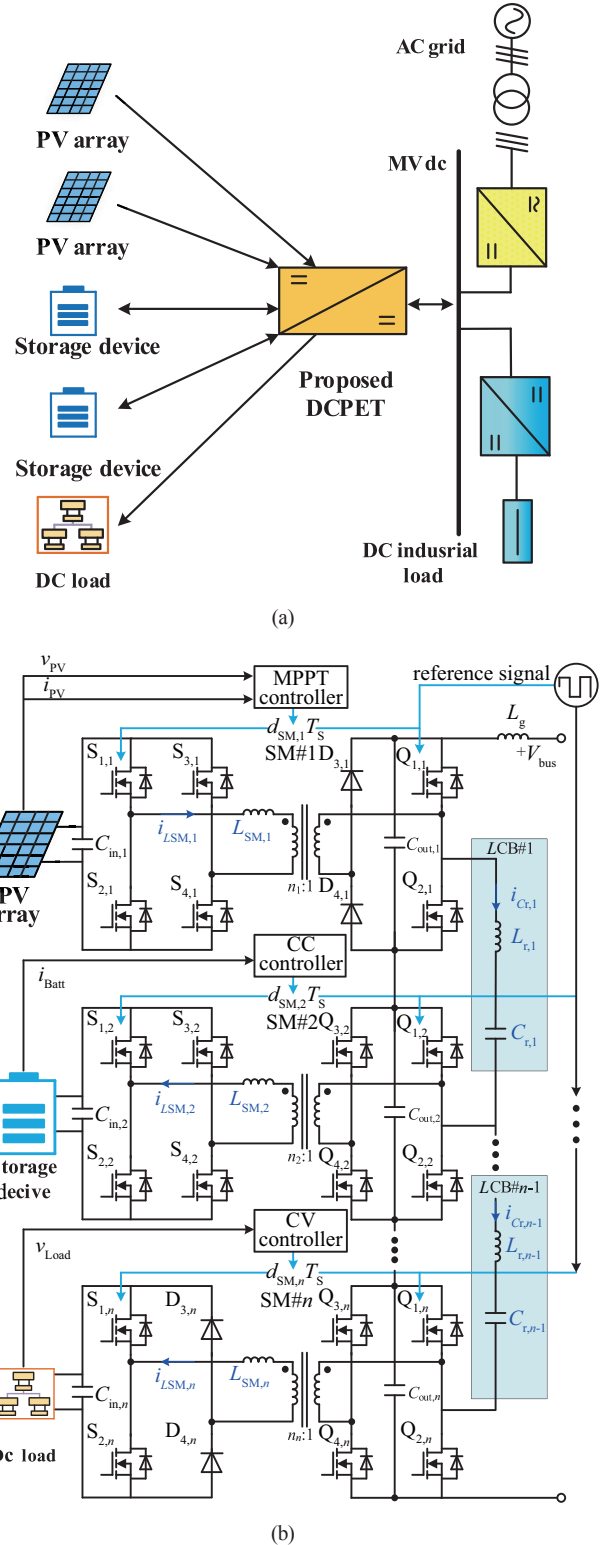 AC grid
PV array
MV dc
PV array
Storage device
Proposed
DCPET
Storage device
DC indusrial
load
DC load
(a)
v_PV
i_PV
MPPT
controller
reference signal
d_SM,1 T_S
SM#1
L_g
+V_bus
S_1,1
S_3,1
D_3,1
Q_1,1
i_LSM,1
L_SM,1
C_in,1
C_out,1
LCB#1
S_2,1
S_4,1
n_1:1
D_4,1
Q_2,1
i_Cr,1
L_r,1
PV
array
CC
controller
i_Batt
d_SM,2 T_S
SM#2
S_1,2
S_3,2
Q_3,2
Q_1,2
C_r,1
i_LSM,2
L_SM,2
C_in,2
C_out,2
S_2,2
S_4,2
n_2:1
Q_4,2
Q_2,2
torage
decive
LCB#n-1
CV
controller
i_Cr,n-1
v_Load
L_r,n-1
d_SM,n T_S
SM#n
S_1,n
D_3,n
Q_3,n
Q_1,n
C_r,n-1
i_LSM,n
L_SM,n
C_in,n
C_out,n
S_2,n
D_4,n
n_n:1
Q_4,n
Q_2,n
Dc load
(b)